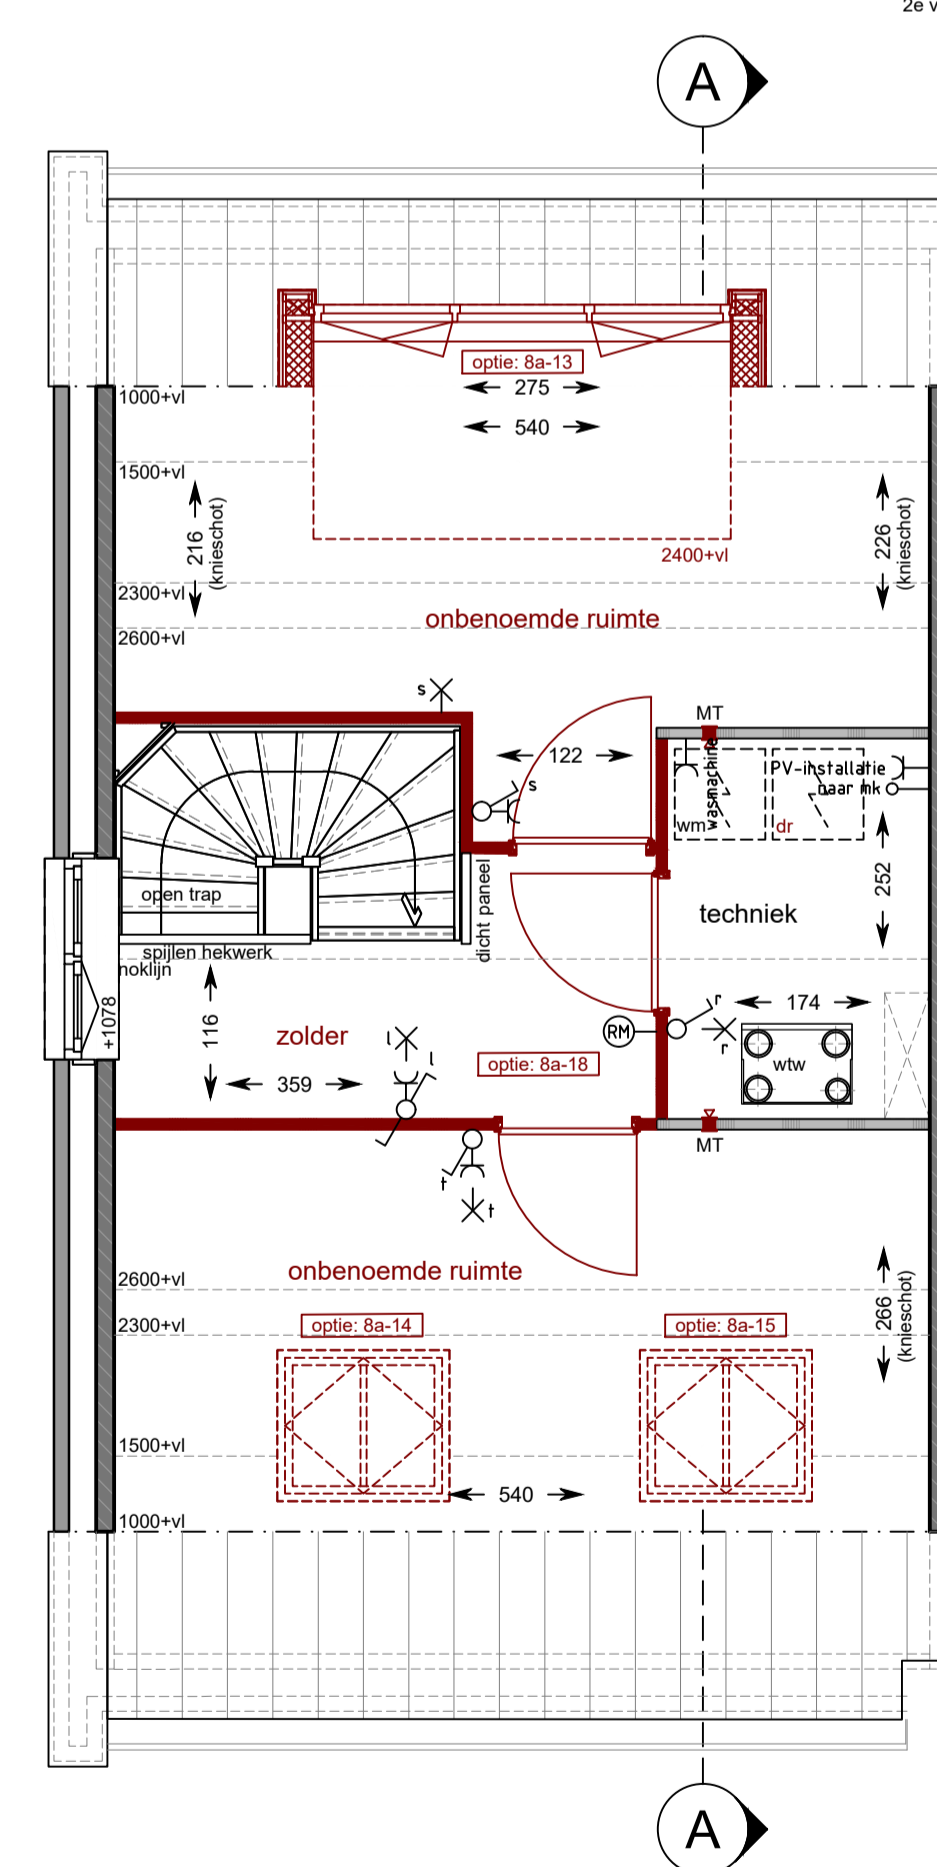 2e v
A
optie: 8a-13
275
540
1000+vl
1500+vl
216
(knieschot)
226
(knieschot)
2400+vl
2300+vl
onbenoemde ruimte
2600+vl
s
MT
122
s
wasmachine
PV-installatie
naar mk
wm
dr
252
open trap
dicht paneel
techniek
spijlen hekwerk
noklijn
+1078
116
zolder
359
l
l
optie: 8a-18
RM
r
r
174
wtw
MT
t
t
onbenoemde ruimte
2600+vl
266
(knieschot)
2300+vl
optie: 8a-14
optie: 8a-15
1500+vl
540
1000+vl
A